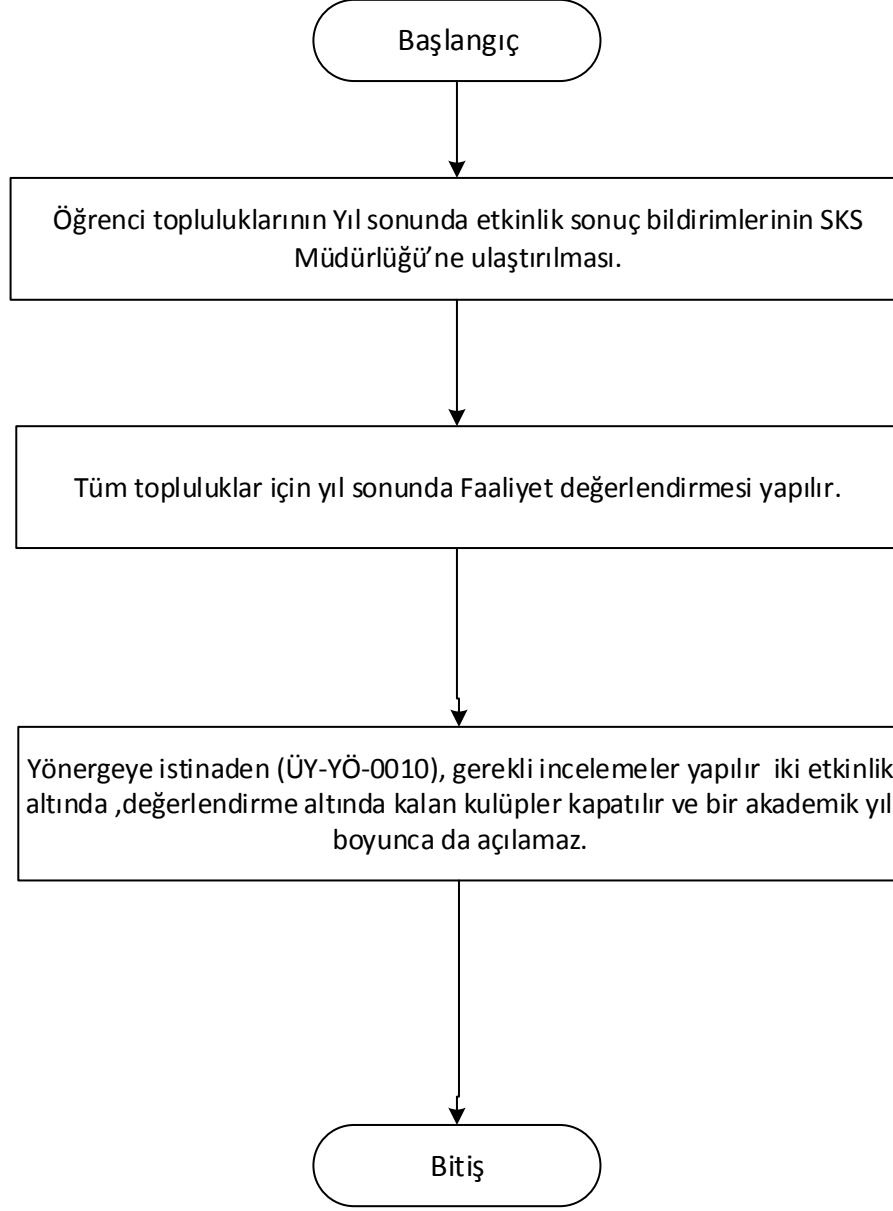 Başlangıç
Öğrenci topluluklarının Yıl sonunda etkinlik sonuç bildirimlerinin SKS
Müdürlüğü’ne ulaştırılması.
Tüm topluluklar için yıl sonunda Faaliyet değerlendirmesi yapılır.
Yönergeye istinaden (ÜY-YÖ-0010), gerekli incelemeler yapılır  iki etkinlik
altında ,değerlendirme altında kalan kulüpler kapatılır ve bir akademik yıl
boyunca da açılamaz.
Bitiş